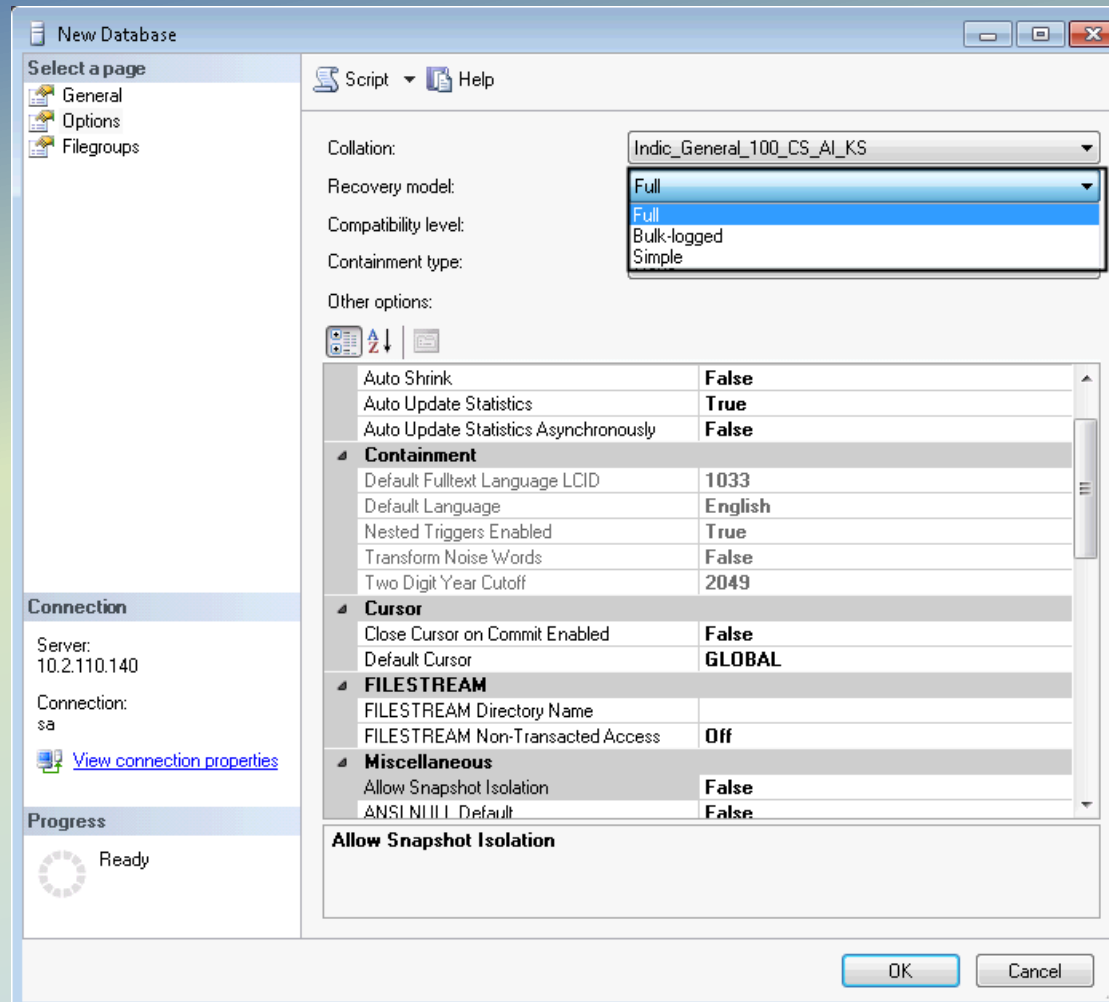 New Database
Select a page
General
Options
Filegroups
Script
Help
Collation:
Indic_General_100_CS_AI_KS
Recovery model:
Full
Full
Bulk-logged
Simple
Compatibility level:
Containment type:
Other options:
Auto Shrink False
Auto Update Statistics True
Auto Update Statistics Asynchronously False
Containment
Default Fulltext Language LCID 1033
Default Language English
Nested Triggers Enabled True
Transform Noise Words False
Two Digit Year Cutoff 2049
Cursor
Close Cursor on Commit Enabled False
Default Cursor GLOBAL
FILESTREAM
FILESTREAM Directory Name
FILESTREAM Non-Transacted Access Off
Miscellaneous
Allow Snapshot Isolation False
ANSI NULL Default False
Allow Snapshot Isolation
Connection
Server:
10.2.110.140
Connection:
sa
View connection properties
Progress
Ready
OK
Cancel